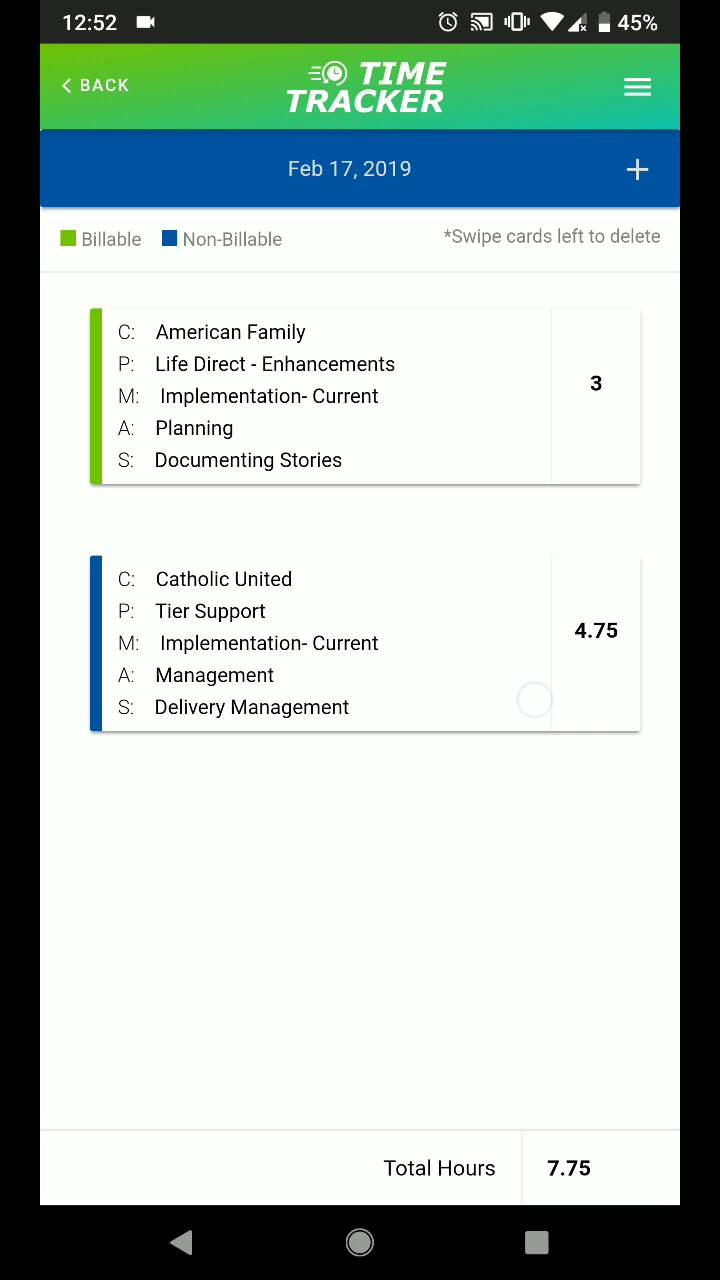 12:52
45%
BACK
TIME
TRACKER
Feb 17, 2019
Billable Non-Billable *Swipe cards left to delete
C: American Family
P: Life Direct - Enhancements
M: Implementation- Current
A: Planning
S: Documenting Stories
3
C: Catholic United
P: Tier Support
M: Implementation- Current
A: Management
S: Delivery Management
4.75
Total Hours 7.75